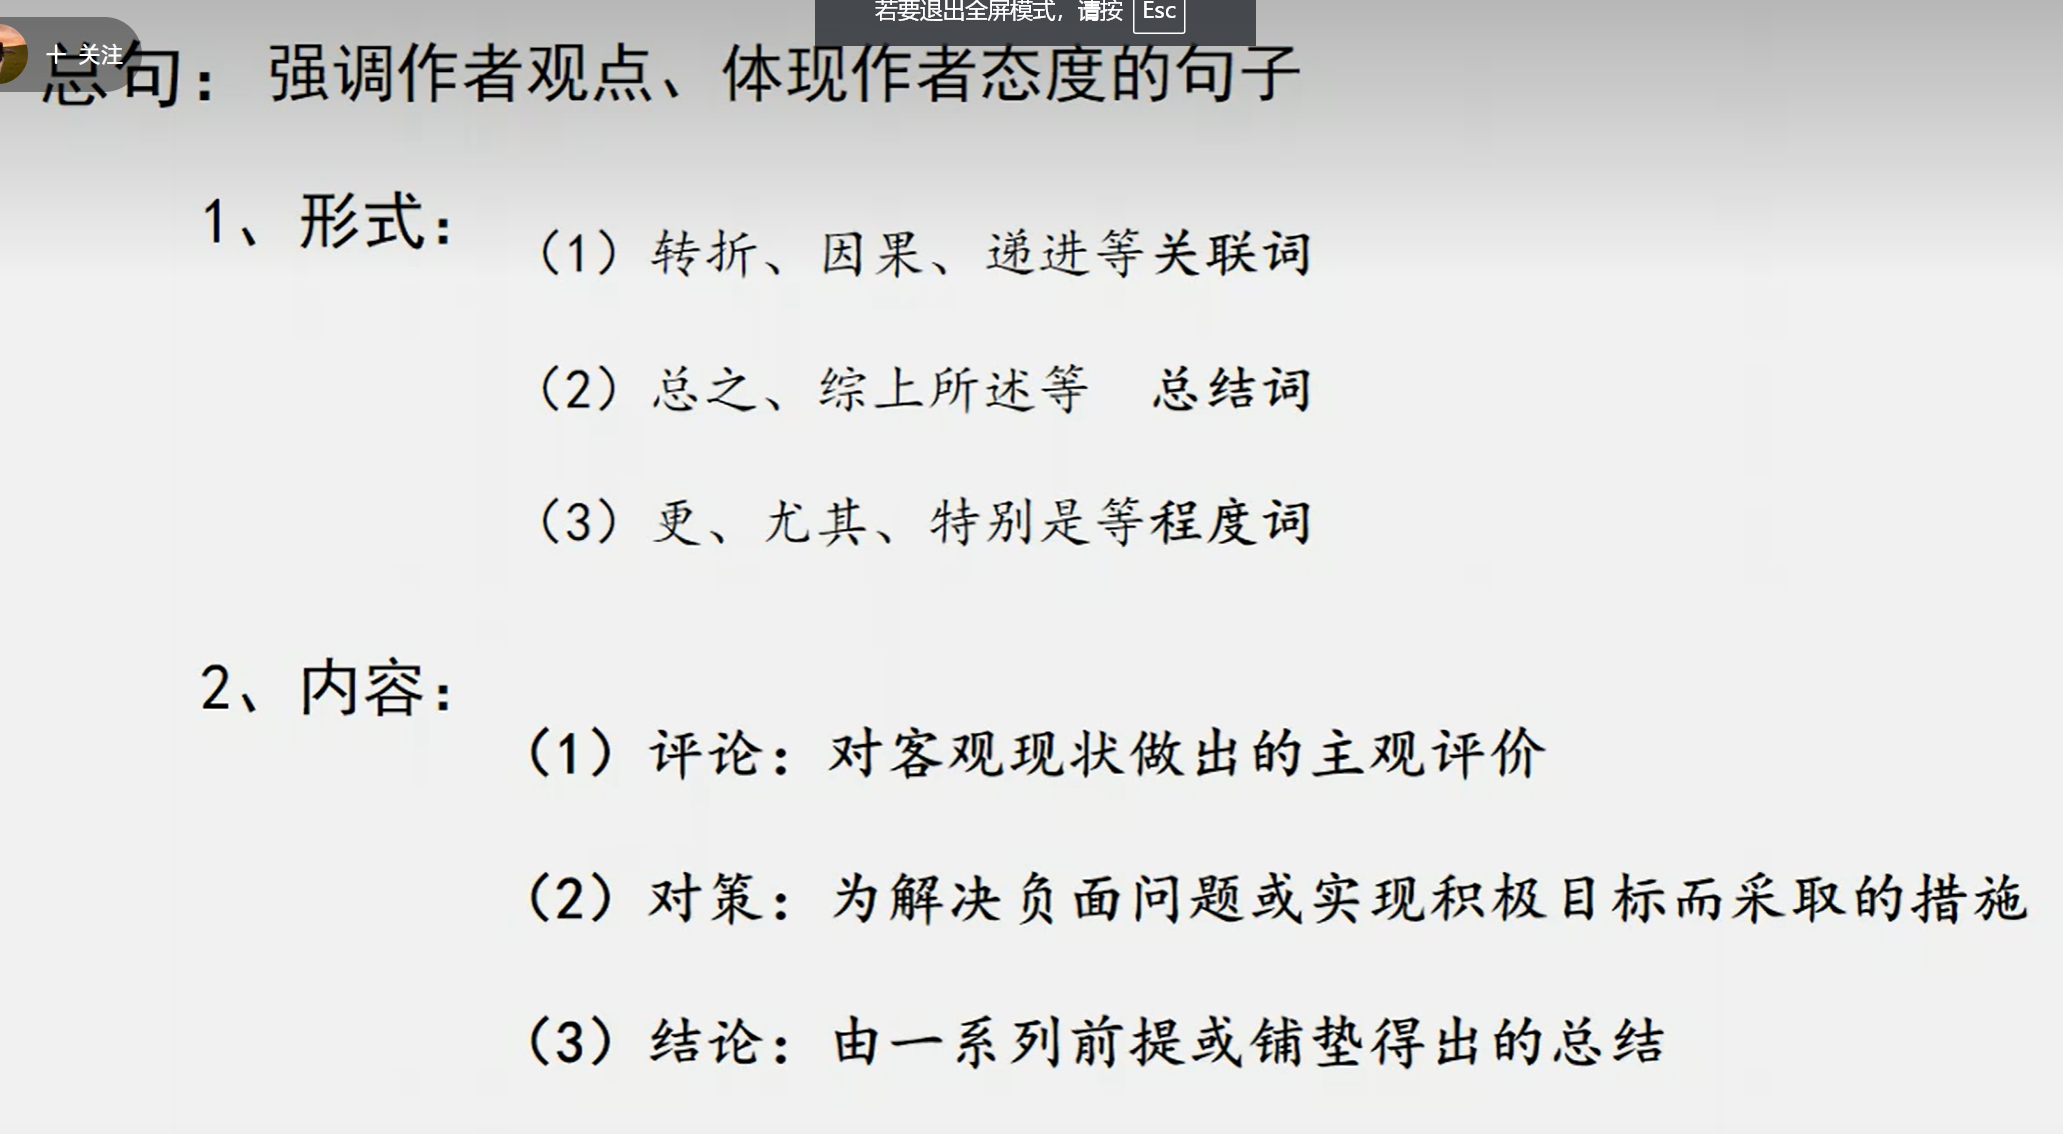 若要退出全屏模式，请按 Esc
+ 关注
总句：强调作者观点、体现作者态度的句子
1、形式：
（1）转折、因果、递进等关联词
（2）总之、综上所述等 总结词
（3）更、尤其、特别是等程度词
2、内容：
（1）评论：对客观现状做出的主观评价
（2）对策：为解决负面问题或实现积极目标而采取的措施
（3）结论：由一系列前提或铺垫得出的总结